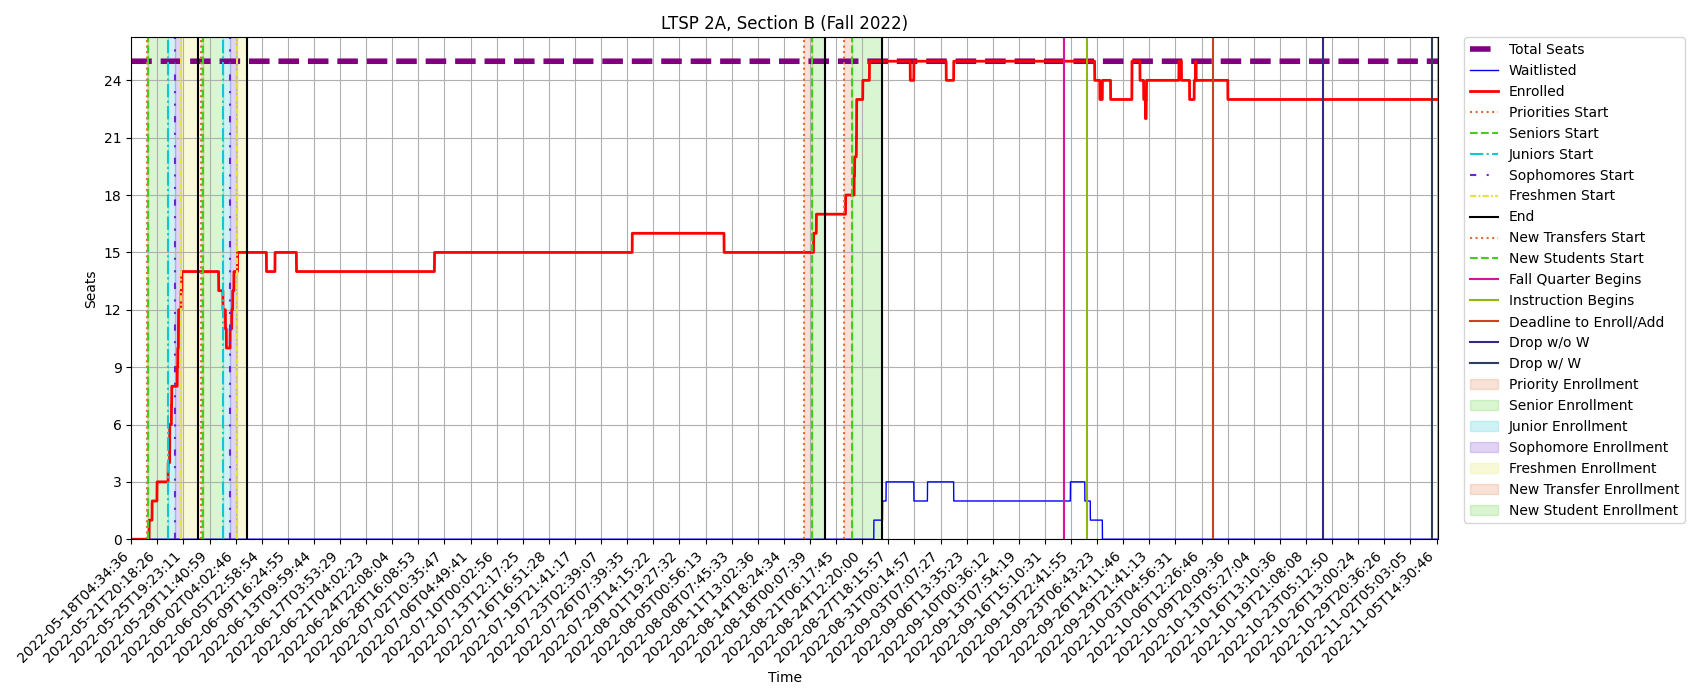 LTSP 2A, Section B (Fall 2022)
Seats
24
21
18
15
12
9
6
3
0
2022-05-18T04:34:36
2022-05-21T20:18:26
2022-05-25T19:23:11
2022-05-29T11:40:59
2022-06-02T04:02:46
2022-06-05T22:58:54
2022-06-09T16:24:55
2022-06-13T09:59:44
2022-06-17T03:53:29
2022-06-21T04:02:23
2022-06-24T22:08:04
2022-06-28T16:08:53
2022-07-02T10:35:47
2022-07-06T04:49:41
2022-07-10T00:02:56
2022-07-13T12:17:25
2022-07-16T16:51:28
2022-07-19T21:41:17
2022-07-23T02:39:07
2022-07-26T07:39:35
2022-07-29T14:15:22
2022-08-01T19:27:32
2022-08-05T00:56:13
2022-08-08T07:45:33
2022-08-11T13:02:36
2022-08-14T18:24:34
2022-08-18T00:07:39
2022-08-21T06:17:45
2022-08-24T12:20:00
2022-08-27T18:15:57
2022-08-31T00:14:57
2022-09-03T07:07:27
2022-09-06T13:35:23
2022-09-10T00:36:12
2022-09-13T07:54:19
2022-09-16T15:10:31
2022-09-19T22:41:55
2022-09-23T06:43:23
2022-09-26T14:11:46
2022-09-29T21:41:13
2022-10-03T04:56:31
2022-10-06T12:26:46
2022-10-09T20:09:36
2022-10-13T05:27:04
2022-10-16T13:10:36
2022-10-19T21:08:08
2022-10-23T05:12:50
2022-10-26T13:00:24
2022-10-29T20:36:26
2022-11-02T05:03:05
2022-11-05T14:30:46
Time
Total Seats
Waitlisted
Enrolled
Priorities Start
Seniors Start
Juniors Start
Sophomores Start
Freshmen Start
End
New Transfers Start
New Students Start
Fall Quarter Begins
Instruction Begins
Deadline to Enroll/Add
Drop w/o W
Drop w/ W
Priority Enrollment
Senior Enrollment
Junior Enrollment
Sophomore Enrollment
Freshmen Enrollment
New Transfer Enrollment
New Student Enrollment